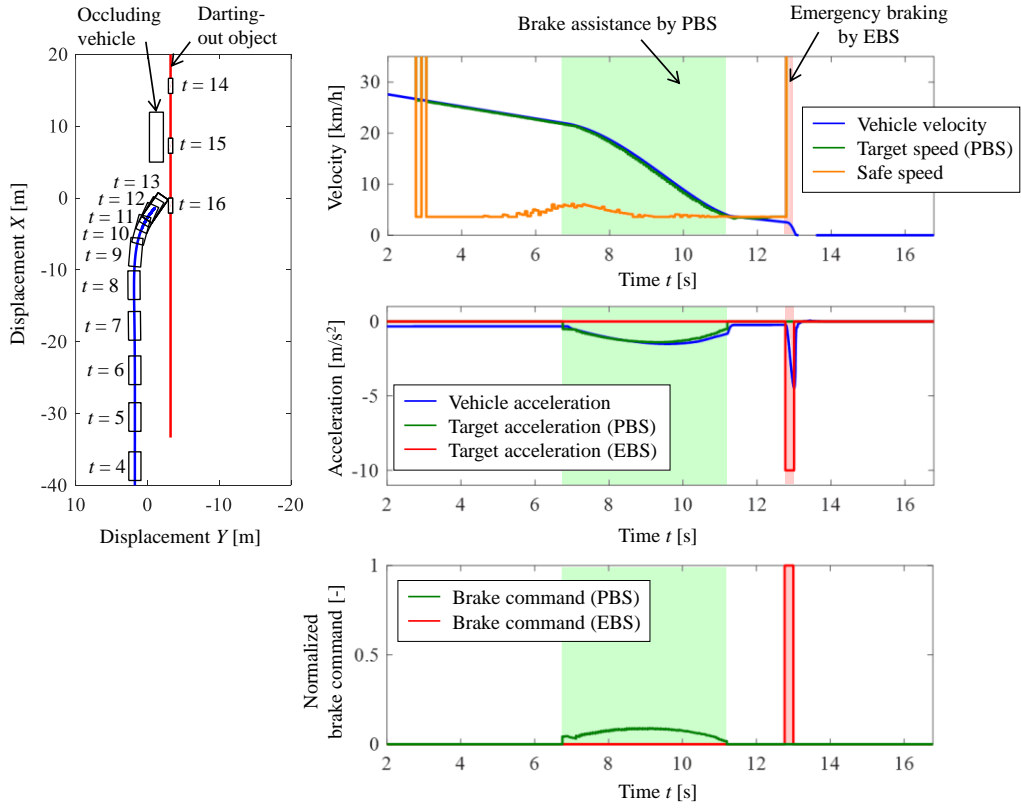 Occluding
vehicle
Darting-
out object
20
10
0
-10
-20
-30
-40
10
0
-10
-20
Displacement X [m]
Displacement Y [m]
t = 14
t = 15
t = 16
t = 13
t = 12
t = 11
t = 10
t = 9
t = 8
t = 7
t = 6
t = 5
t = 4
Brake assistance by PBS
Emergency braking
by EBS
Velocity [km/h]
30
20
10
0
Vehicle velocity
Target speed (PBS)
Safe speed
2 4 6 8 10 12 14 16
Time t [s]
Acceleration [m/s²]
0
-5
-10
Vehicle acceleration
Target acceleration (PBS)
Target acceleration (EBS)
2 4 6 8 10 12 14 16
Time t [s]
Normalized
brake command [-]
1
0.5
0
Brake command (PBS)
Brake command (EBS)
2 4 6 8 10 12 14 16
Time t [s]